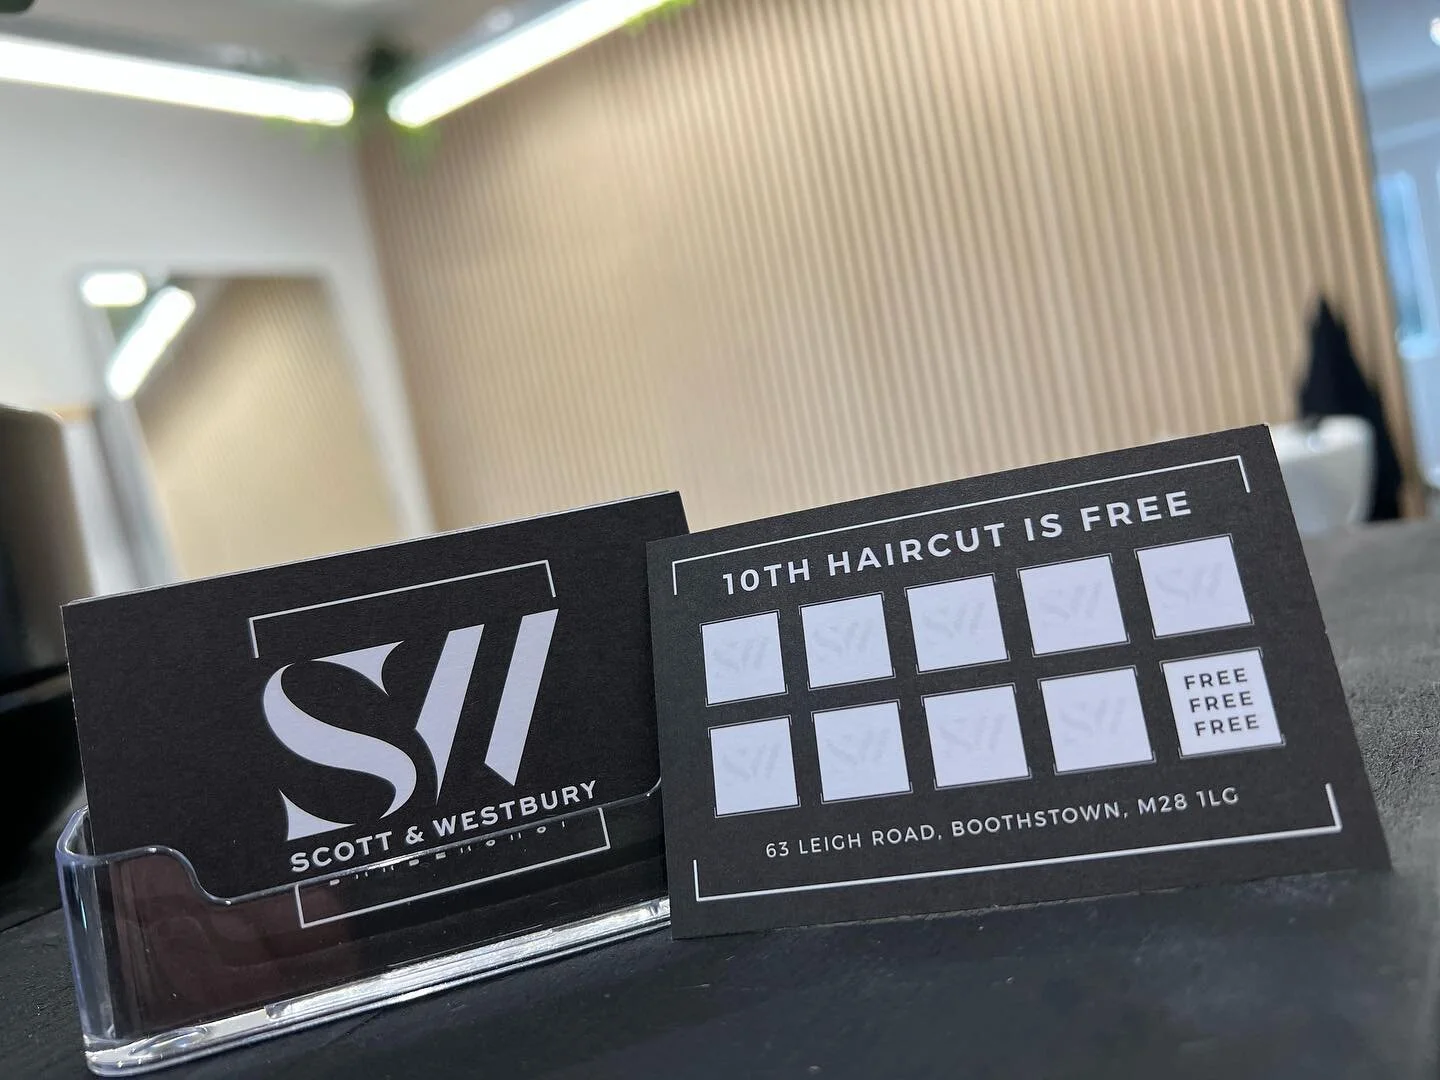 SW
SCOTT & WESTBURY
10TH HAIRCUT IS FREE
FREE
FREE
FREE
63 LEIGH ROAD, BOOTHSTOWN, M28 1LG